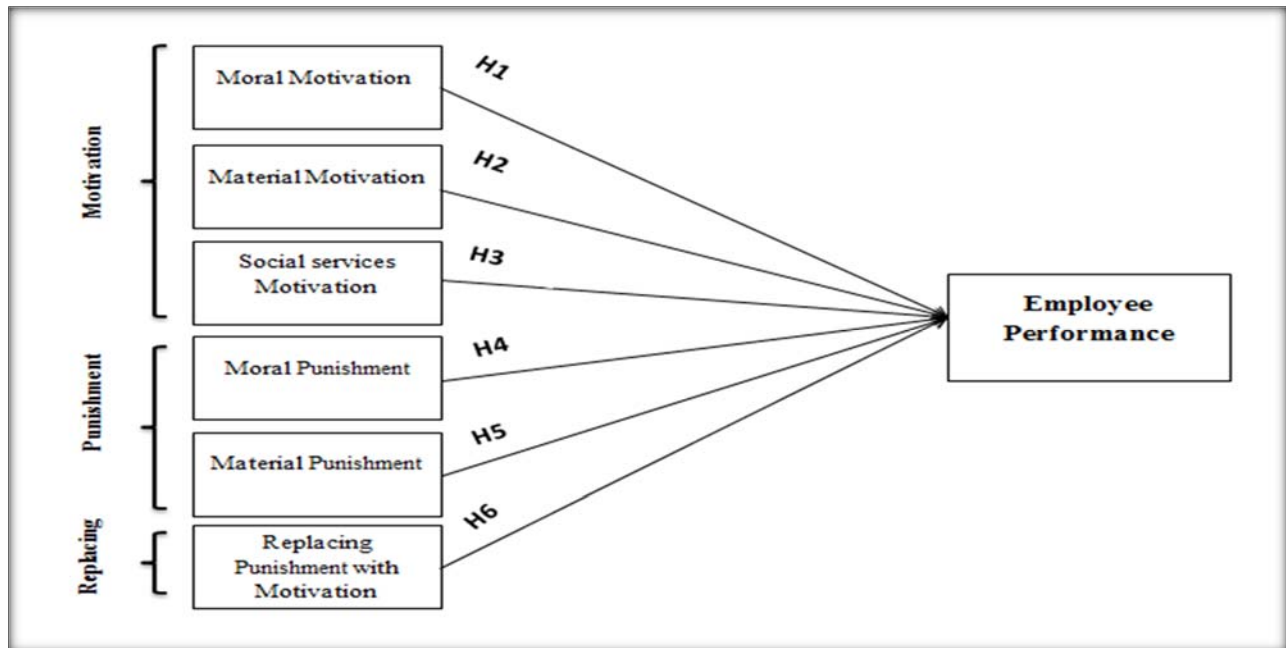 Motivation
Moral Motivation
H1
Material Motivation
H2
Social services
Motivation
H3
Punishment
Moral Punishment
H4
Material Punishment
H5
Replacing
Replacing
Punishment with
Motivation
H6
Employee
Performance